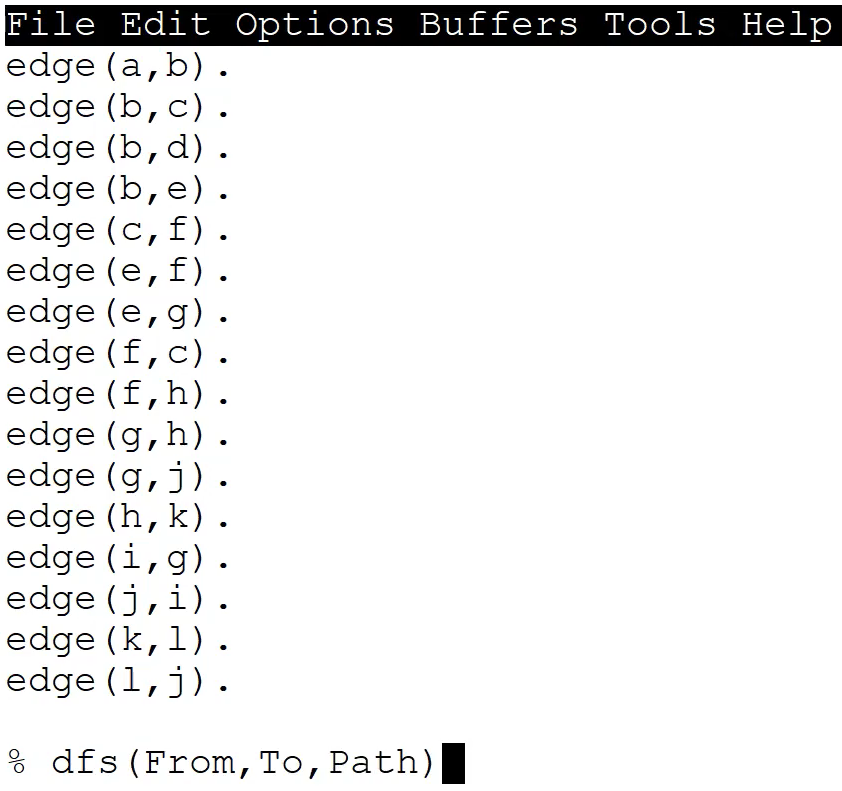 File Edit Options Buffers Tools Help
edge(a,b).
edge(b,c).
edge(b,d).
edge(b,e).
edge(c,f).
edge(e,f).
edge(e,g).
edge(f,c).
edge(f,h).
edge(g,h).
edge(g,j).
edge(h,k).
edge(i,g).
edge(j,i).
edge(k,l).
edge(l,j).
% dfs(From,To,Path)